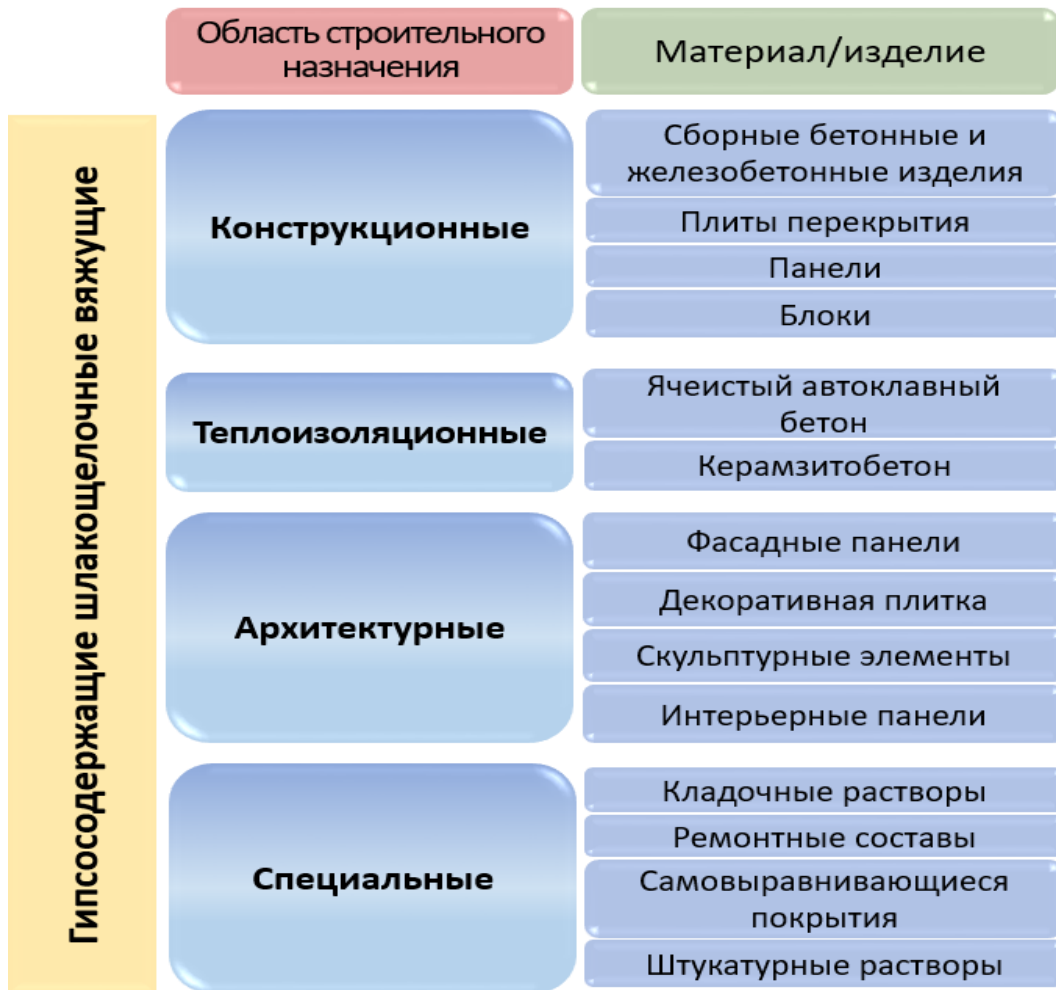 Область строительного
назначения
Материал/изделие
Гипсосодержащие шлакощелочные вяжущие
Конструкционные
Сборные бетонные и
железобетонные изделия
Плиты перекрытия
Панели
Блоки
Теплоизоляционные
Ячеистый автоклавный
бетон
Керамзитобетон
Архитектурные
Фасадные панели
Декоративная плитка
Скульптурные элементы
Интерьерные панели
Специальные
Кладочные растворы
Ремонтные составы
Самовыравнивающиеся
покрытия
Штукатурные растворы